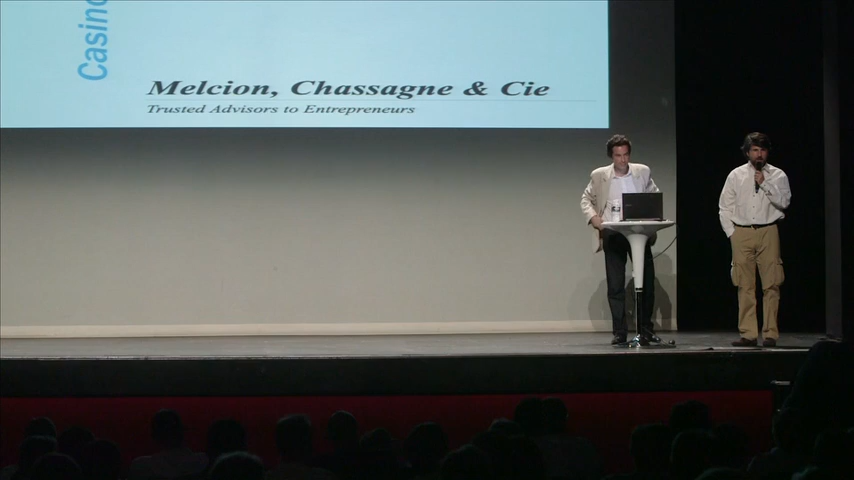 Casino
Melcion, Chassagne & Cie
Trusted Advisors to Entrepreneurs